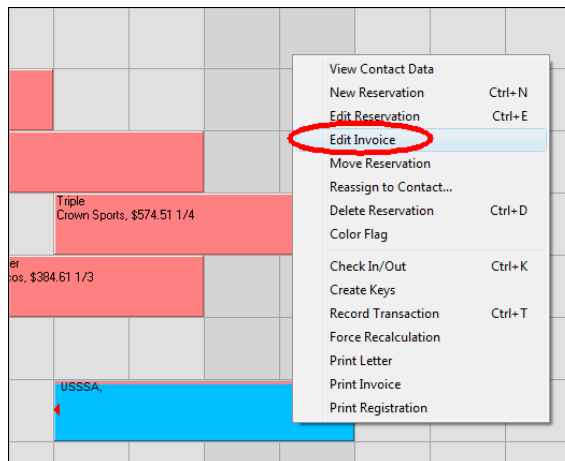 View Contact Data
New Reservation Ctrl+N
Edit Reservation Ctrl+E
Edit Invoice
Move Reservation
Reassign to Contact...
Delete Reservation Ctrl+D
Color Flag
Check In/Out Ctrl+K
Create Keys
Record Transaction Ctrl+T
Force Recalculation
Print Letter
Print Invoice
Print Registration
Triple
Crown Sports, $574.51 1/4
er
cos, $384.61 1/3
USSSA,